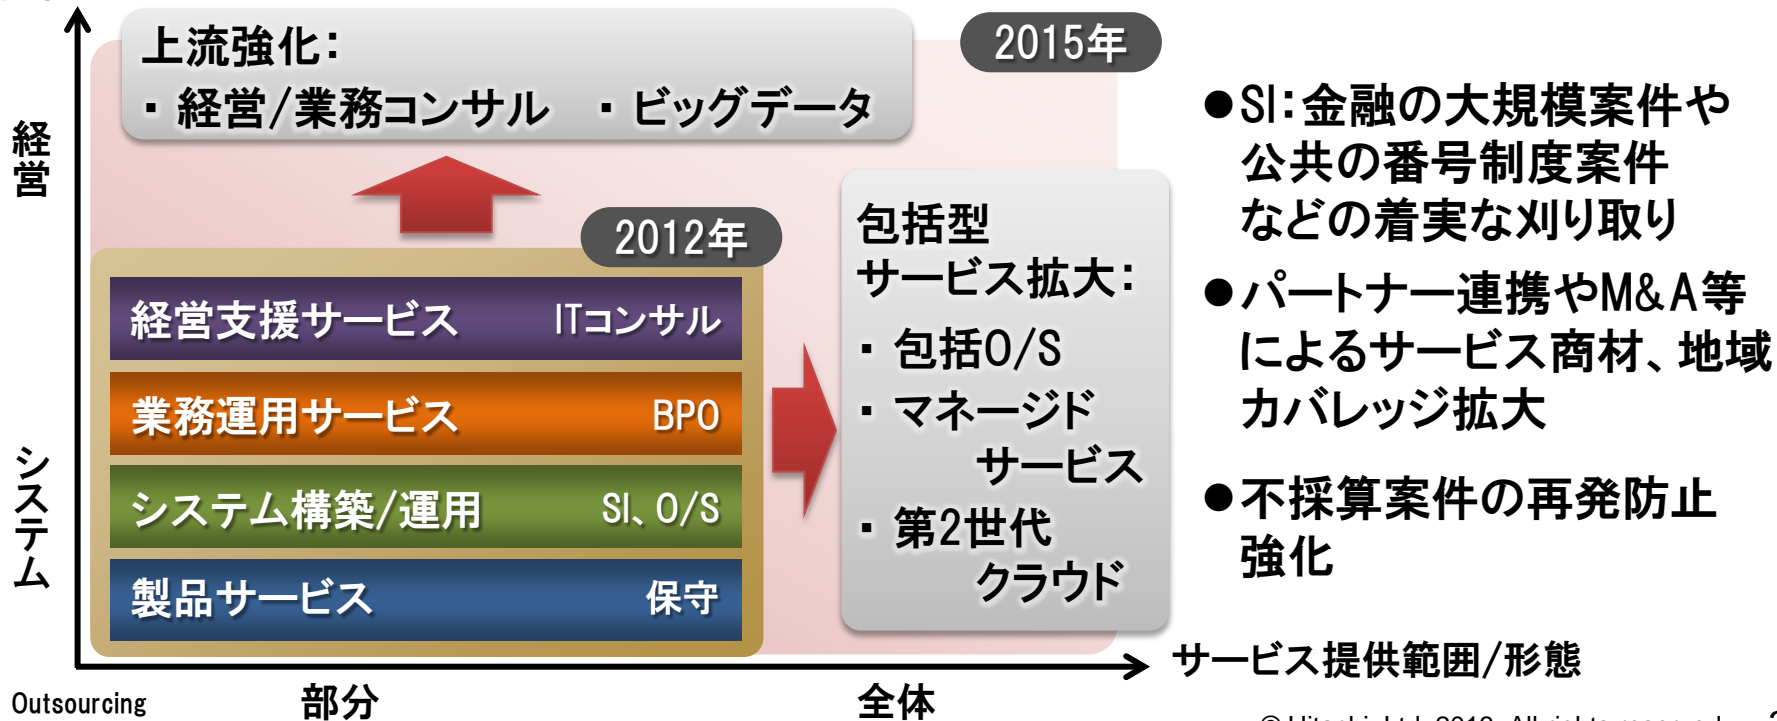 上流強化：
・経営/業務コンサル ・ビッグデータ
2015年
経営
システム
2012年
経営支援サービス ITコンサル
業務運用サービス BPO
システム構築/運用 SI、O/S
製品サービス 保守
包括型
サービス拡大：
・包括O/S
・マネージド
サービス
・第2世代
クラウド
●SI：金融の大規模案件や
公共の番号制度案件
などの着実な刈り取り
●パートナー連携やM&A等
によるサービス商材、地域
カバレッジ拡大
●不採算案件の再発防止
強化
サービス提供範囲/形態
Outsourcing
部分
全体